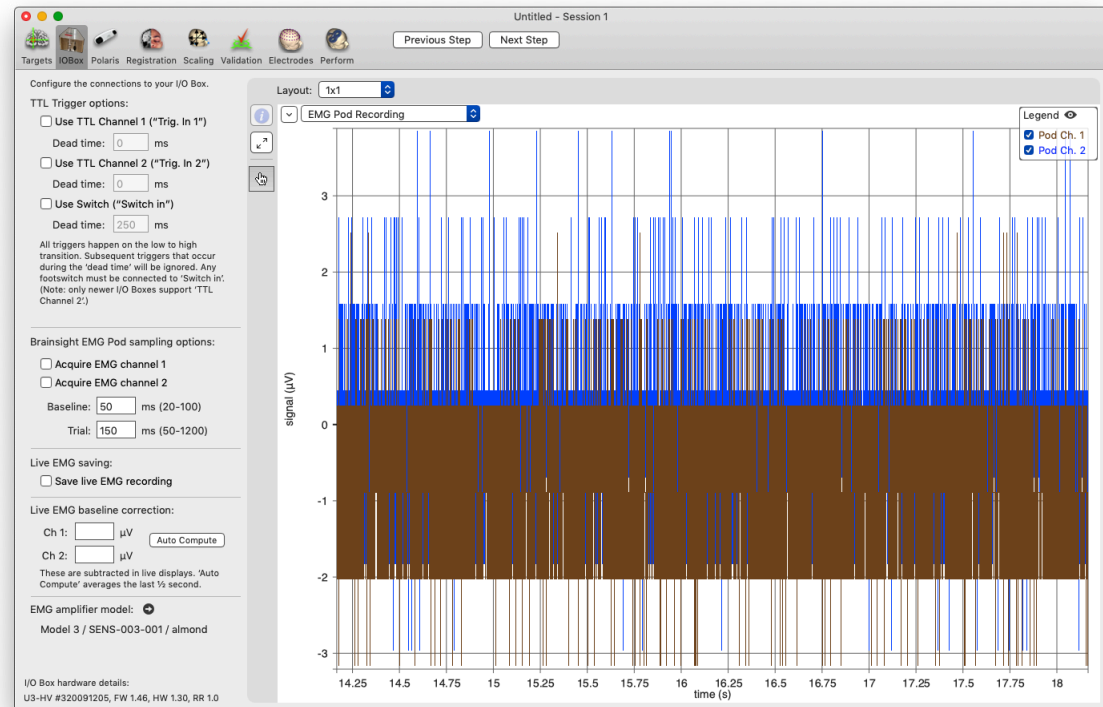 Untitled - Session 1
Targets IOBox Polaris Registration Scaling Validation Electrodes Perform
Previous Step Next Step
Configure the connections to your I/O Box.
TTL Trigger options:
Use TTL Channel 1 (“Trig. In 1”)
Dead time: 0 ms
Use TTL Channel 2 (“Trig. In 2”)
Dead time: 0 ms
Use Switch (“Switch in”)
Dead time: 250 ms
All triggers happen on the low to high
transition. Subsequent triggers that occur
during the ‘dead time’ will be ignored. Any
footswitch must be connected to ‘Switch in’.
(Note: only newer I/O Boxes support ‘TTL
Channel 2’.)
Brainsight EMG Pod sampling options:
Acquire EMG channel 1
Acquire EMG channel 2
Baseline: 50 ms (20-100)
Trial: 150 ms (50-1200)
Live EMG saving:
Save live EMG recording
Live EMG baseline correction:
Ch 1: µV
Auto Compute
Ch 2: µV
These are subtracted in live displays. ‘Auto
Compute’ averages the last ½ second.
EMG amplifier model:
Model 3 / SENS-003-001 / almond
I/O Box hardware details:
U3-HV #320091205, FW 1.46, HW 1.30, RR 1.0
Layout: 1x1
EMG Pod Recording
Legend
Pod Ch. 1
Pod Ch. 2
signal (µV)
3
2
1
0
-1
-2
-3
14.25 14.5 14.75 15 15.25 15.5 15.75 16 16.25 16.5 16.75 17 17.25 17.5 17.75 18
time (s)